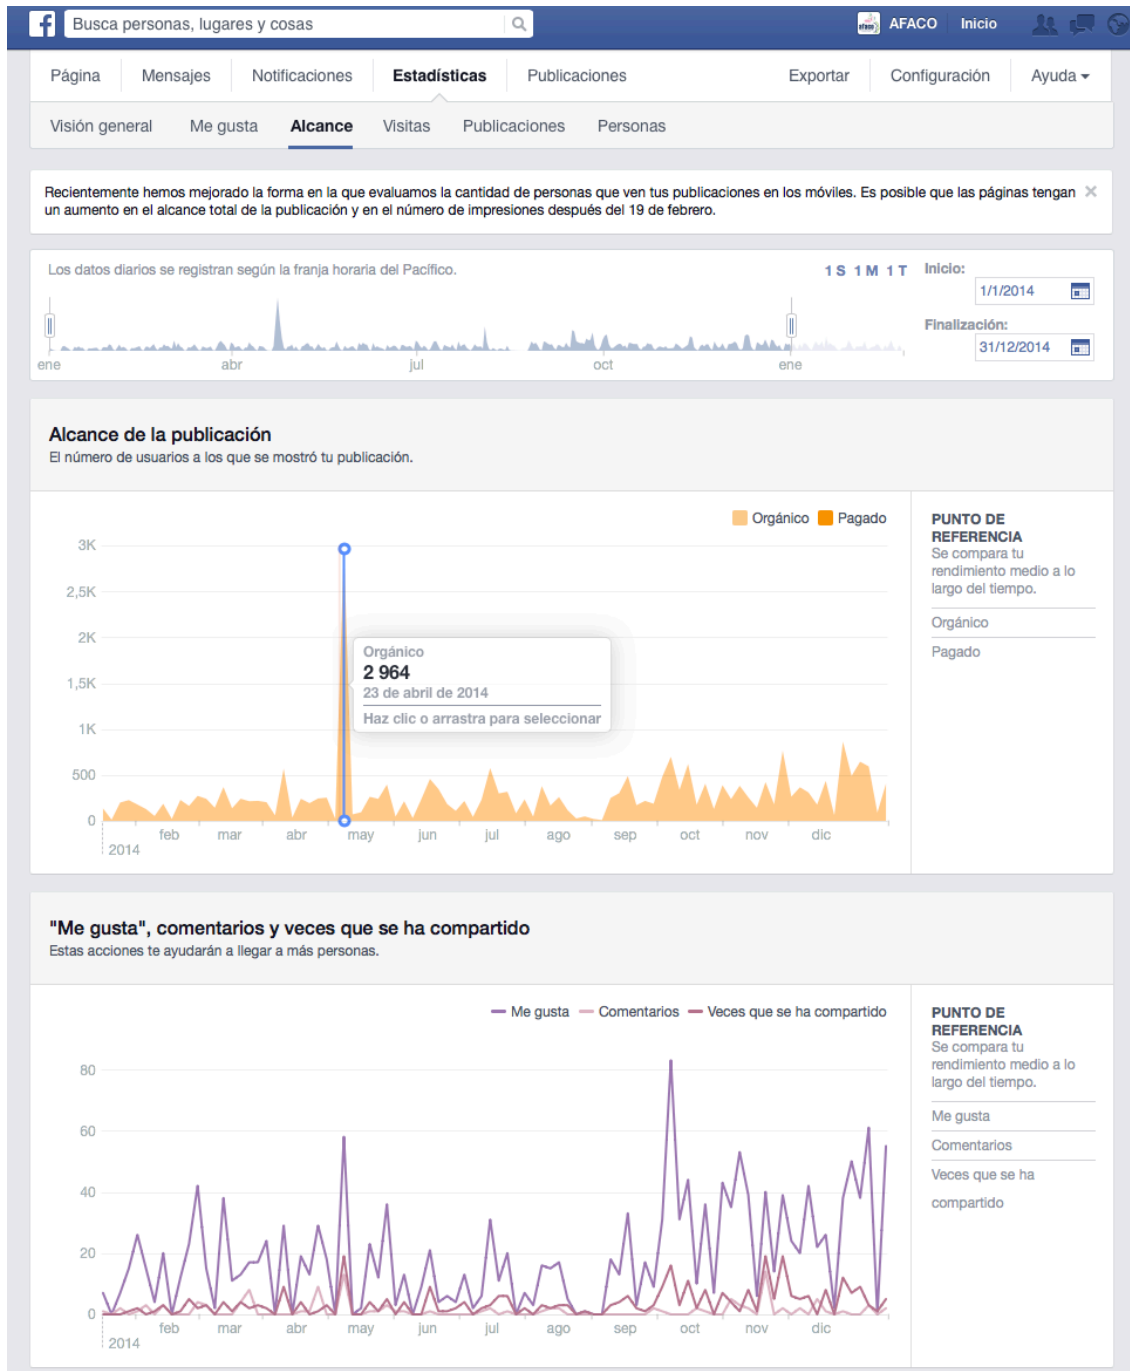 Busca personas, lugares y cosas
AFACO Inicio
Página Mensajes Notificaciones Estadísticas Publicaciones Exportar Configuración Ayuda
Visión general Me gusta Alcance Visitas Publicaciones Personas
Recientemente hemos mejorado la forma en la que evaluamos la cantidad de personas que ven tus publicaciones en los móviles. Es posible que las páginas tengan
un aumento en el alcance total de la publicación y en el número de impresiones después del 19 de febrero.
Los datos diarios se registran según la franja horaria del Pacífico.
1 S 1 M 1 T
Inicio:
1/1/2014
Finalización:
31/12/2014
ene abr jul oct ene
Alcance de la publicación
El número de usuarios a los que se mostró tu publicación.
Orgánico Pagado
3K
2,5K
2K
1,5K
1K
500
0
Orgánico
2 964
23 de abril de 2014
Haz clic o arrastra para seleccionar
feb mar abr may jun jul ago sep oct nov dic
2014
PUNTO DE
REFERENCIA
Se compara tu
rendimiento medio a lo
largo del tiempo.
Orgánico
Pagado
"Me gusta", comentarios y veces que se ha compartido
Estas acciones te ayudarán a llegar a más personas.
Me gusta Comentarios Veces que se ha compartido
80
60
40
20
0
feb mar abr may jun jul ago sep oct nov dic
2014
PUNTO DE
REFERENCIA
Se compara tu
rendimiento medio a lo
largo del tiempo.
Me gusta
Comentarios
Veces que se ha
compartido